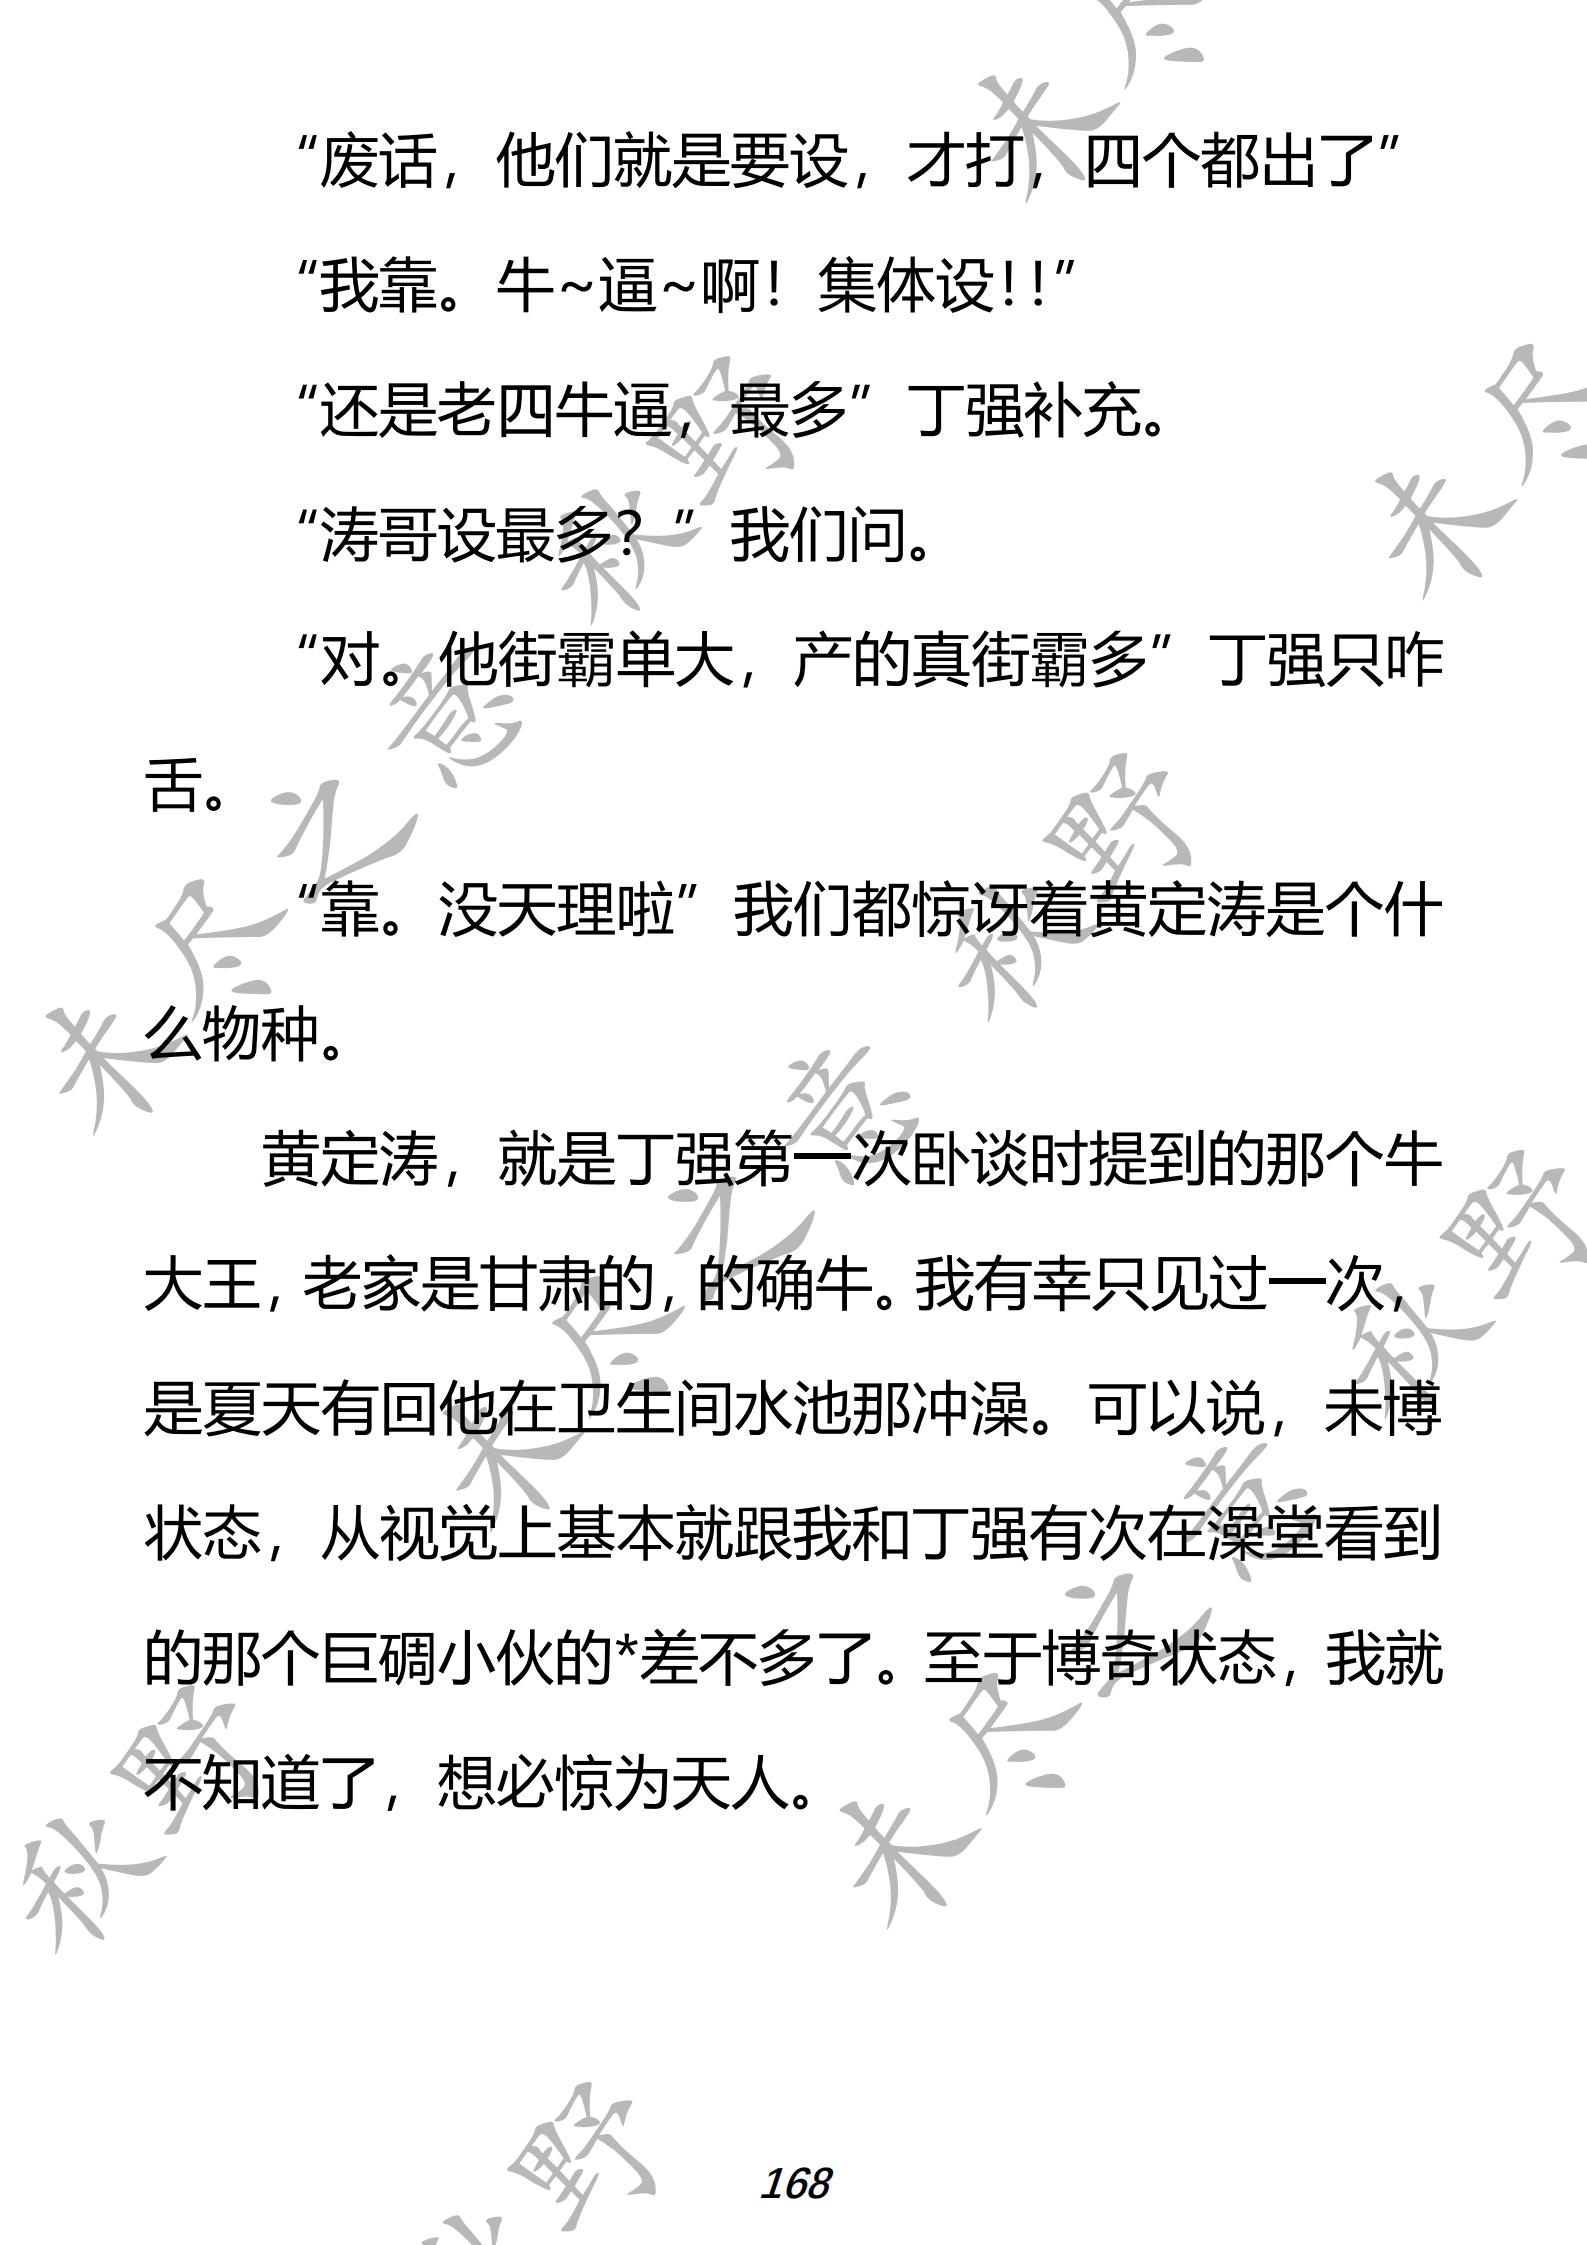 “废话，他们就是要设，才打，四个都出了”
“我靠。牛~逼~啊！集体设！！”
“还是老四牛逼，最多”丁强补充。
“涛哥设最多？”我们问。
“对。他街霸单大，产的真街霸多”丁强只咋
舌。
“靠。没天理啦”我们都惊讶着黄定涛是个什
么物种。
黄定涛，就是丁强第一次卧谈时提到的那个牛
大王，老家是甘肃的，的确牛。我有幸只见过一次，
是夏天有回他在卫生间水池那冲澡。可以说，未博
状态，从视觉上基本就跟我和丁强有次在澡堂看到
的那个巨碉小伙的*差不多了。至于博奇状态，我就
不知道了，想必惊为天人。
168
未尽之意 秋野